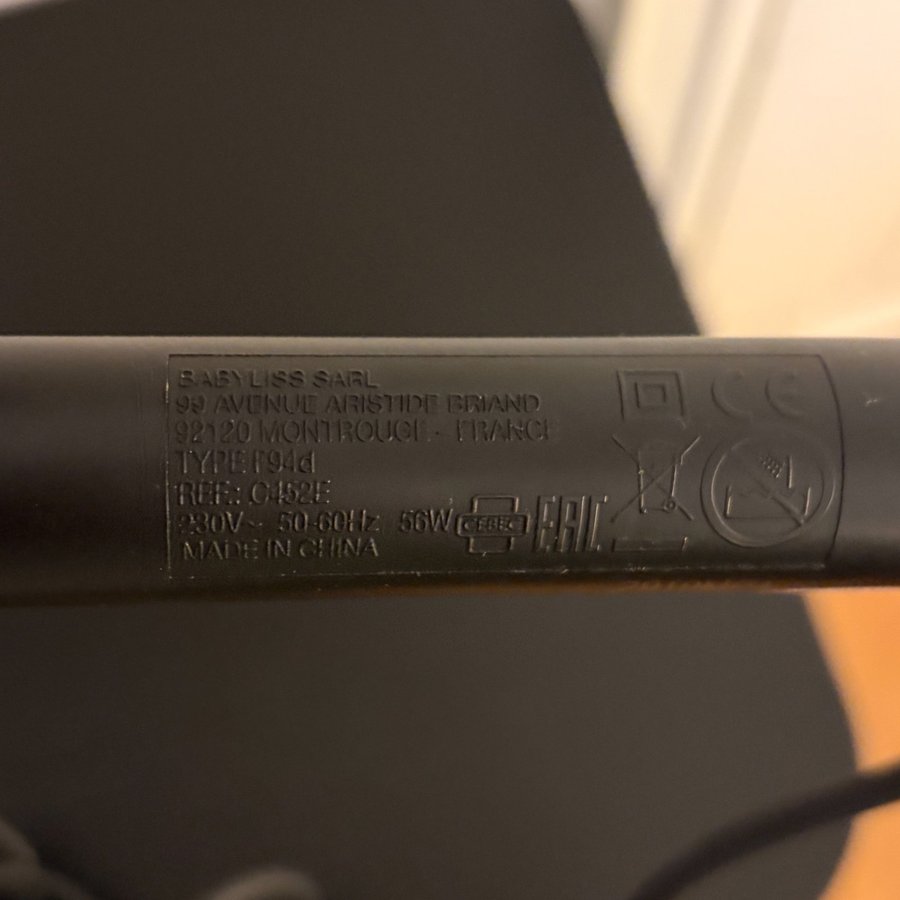 BABYLISS SARL
99 AVENUE ARISTIDE BRIAND
92120 MONTROUGE - FRANCE
TYPE F94d
REF.: C452E
230V~ 50-60Hz 56W CEBEC EAC
MADE IN CHINA
CE